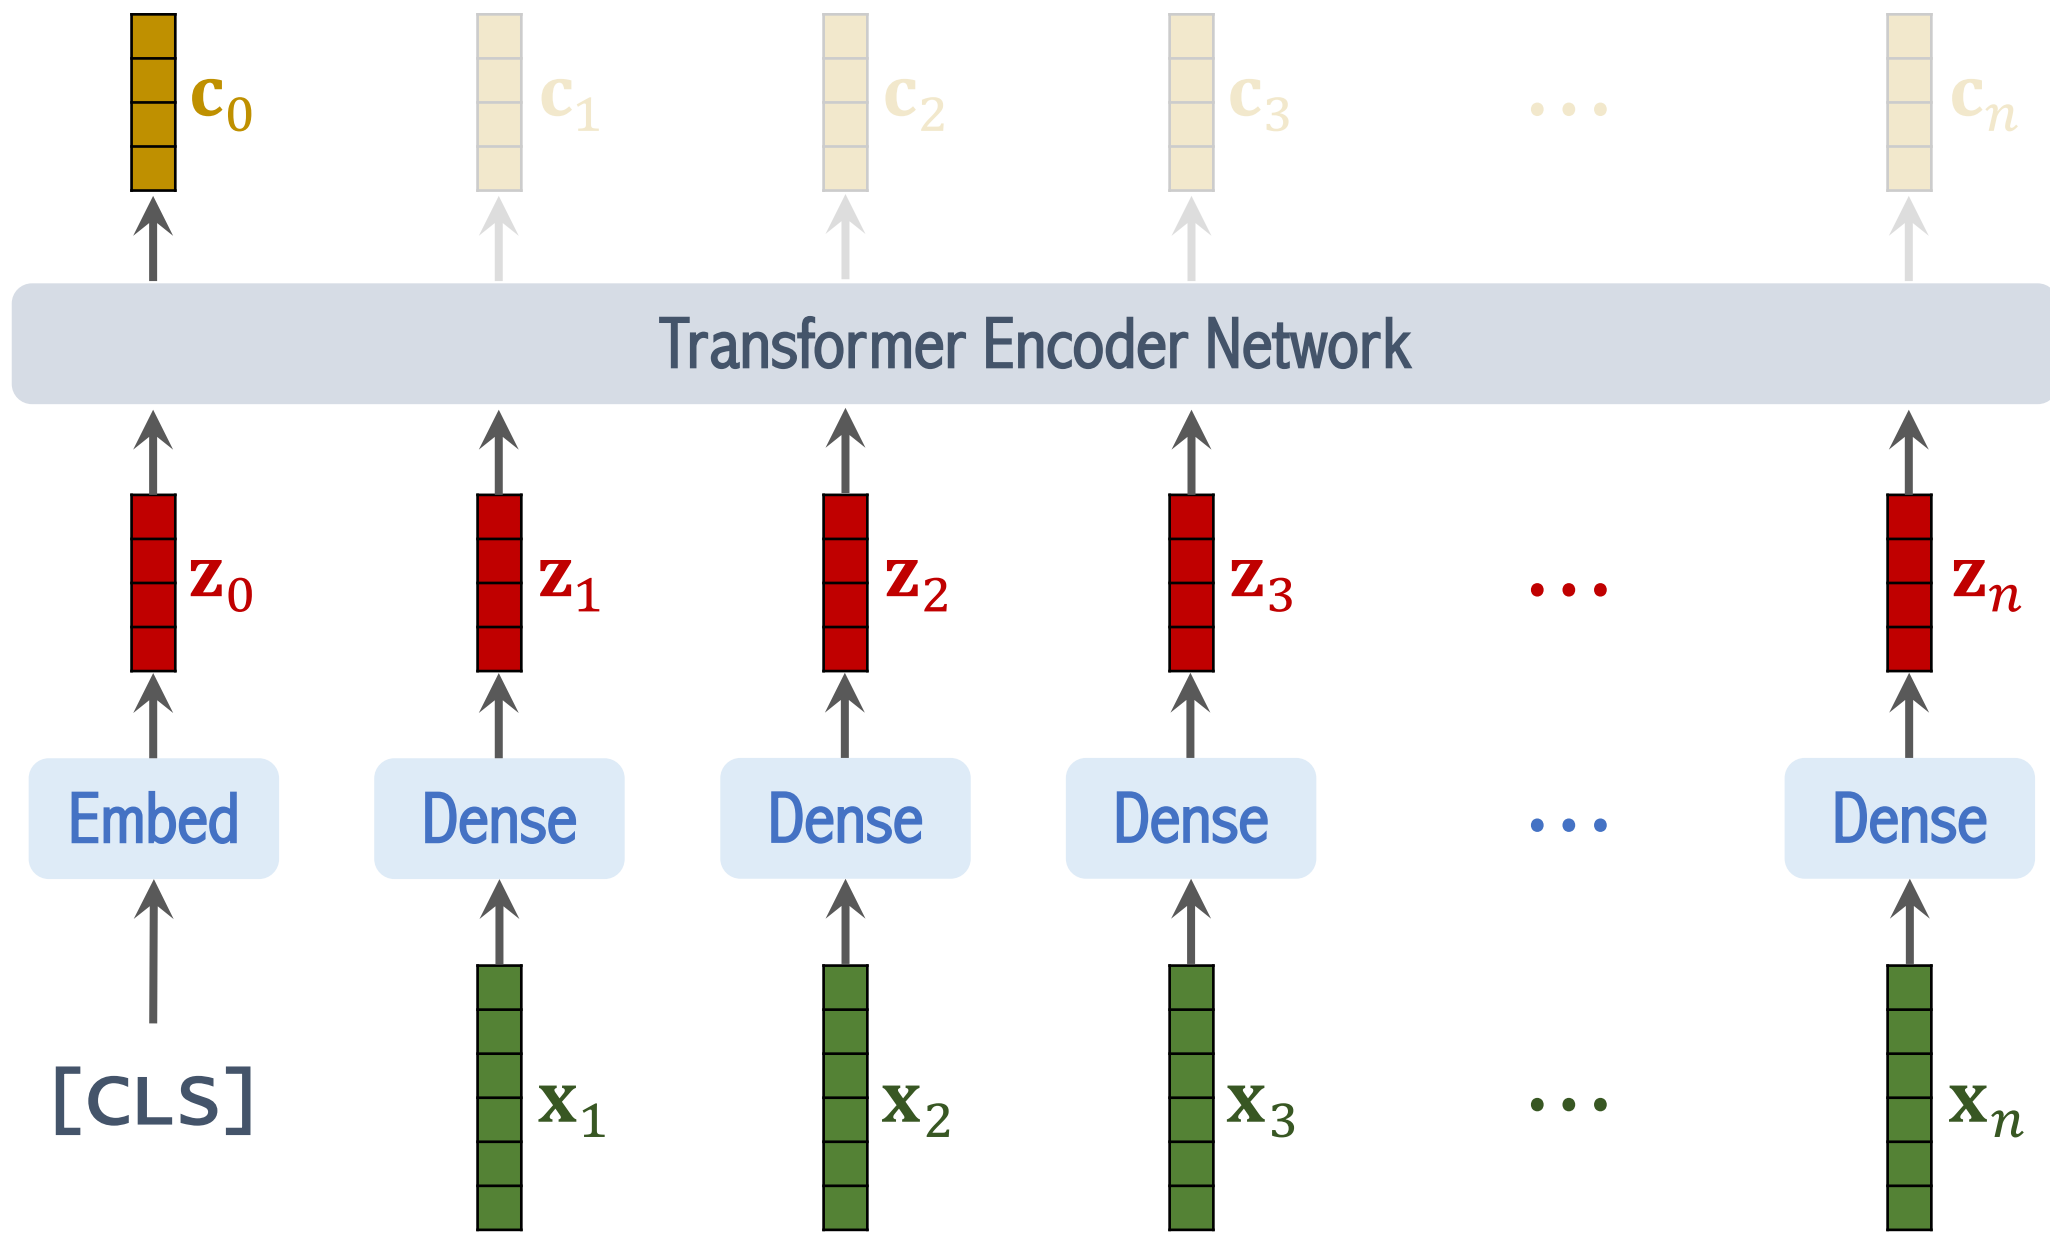 c0 c1 c2 c3 ... cn
Transformer Encoder Network
z0 z1 z2 z3 ... zn
Embed Dense Dense Dense ... Dense
[CLS] x1 x2 x3 ... xn